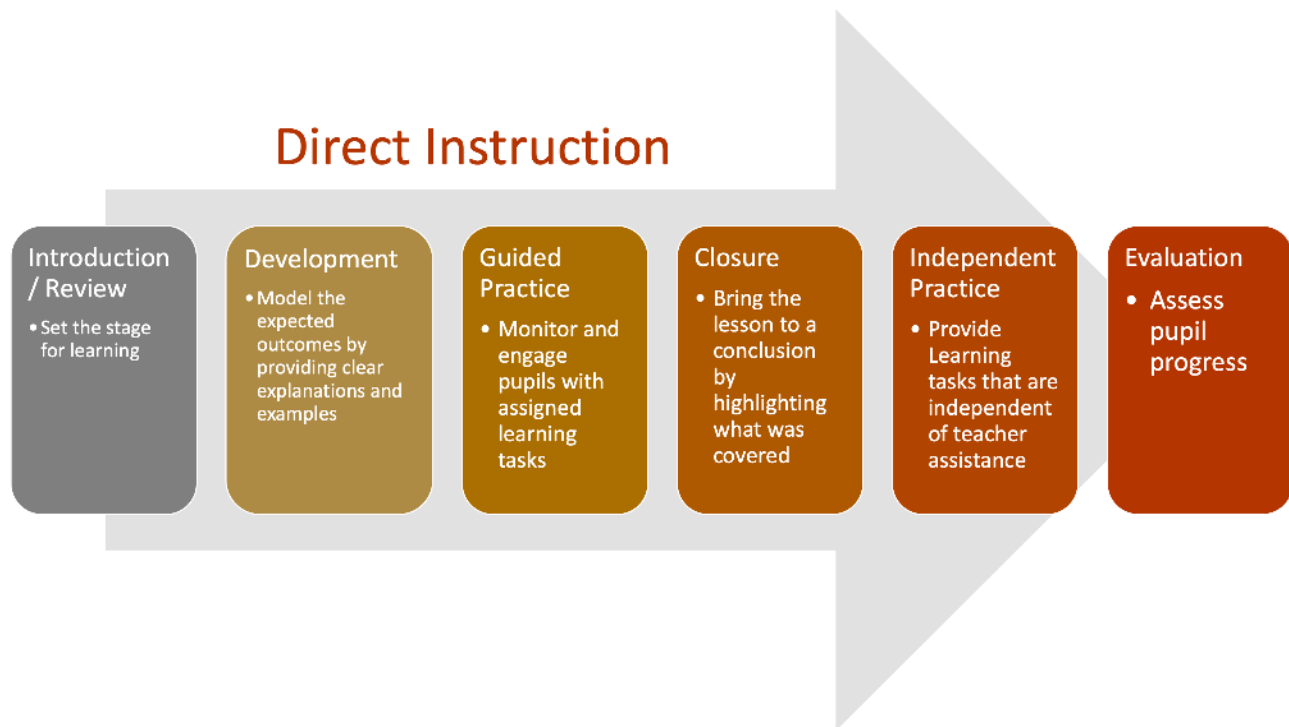 Direct Instruction
Introduction
/ Review
• Set the stage
for learning
Development
• Model the
expected
outcomes by
providing clear
explanations and
examples
Guided
Practice
• Monitor and
engage
pupils with
assigned
learning
tasks
Closure
• Bring the
lesson to a
conclusion
by
highlighting
what was
covered
Independent
Practice
• Provide
Learning
tasks that are
independent
of teacher
assistance
Evaluation
• Assess
pupil
progress